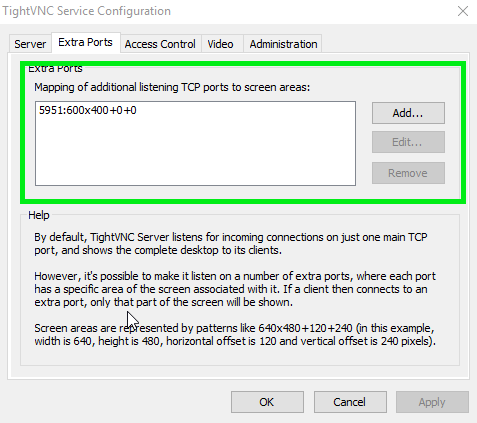 TightVNC Service Configuration
Server Extra Ports Access Control Video Administration
Extra Ports
Mapping of additional listening TCP ports to screen areas:
5951:600x400+0+0
Add...
Edit...
Remove
Help
By default, TightVNC Server listens for incoming connections on just one main TCP
port, and shows the complete desktop to its clients.
However, it's possible to make it listen on a number of extra ports, where each port
has a specific area of the screen associated with it. If a client then connects to an
extra port, only that part of the screen will be shown.
Screen areas are represented by patterns like 640x480+120+240 (in this example,
width is 640, height is 480, horizontal offset is 120 and vertical offset is 240 pixels).
OK Cancel Apply